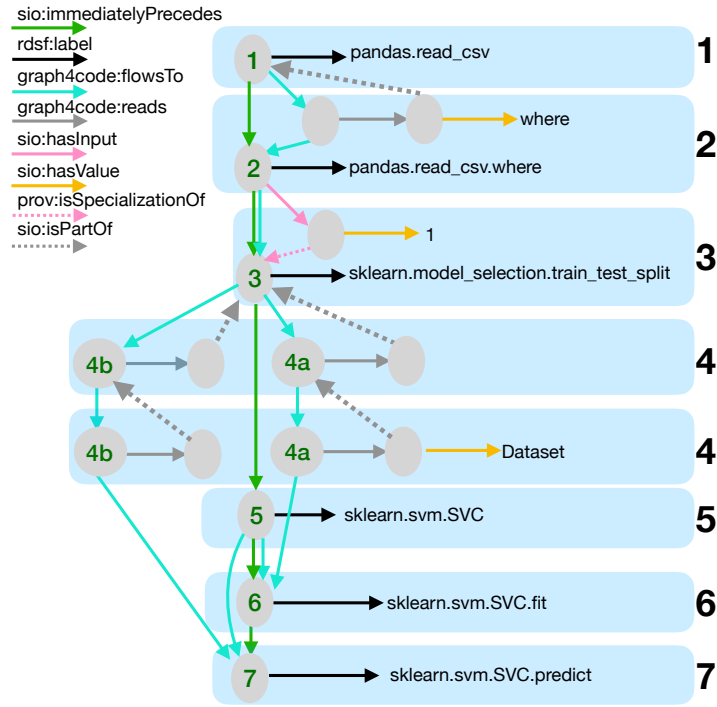 sio:immediatelyPrecedes
rdsf:label
graph4code:flowsTo
graph4code:reads
sio:hasInput
sio:hasValue
prov:isSpecializationOf
sio:isPartOf
1 pandas.read_csv 1
where
2 pandas.read_csv.where 2
1
3 sklearn.model_selection.train_test_split 3
4b 4a 4
4b 4a Dataset 4
5 sklearn.svm.SVC 5
6 sklearn.svm.SVC.fit 6
7 sklearn.svm.SVC.predict 7